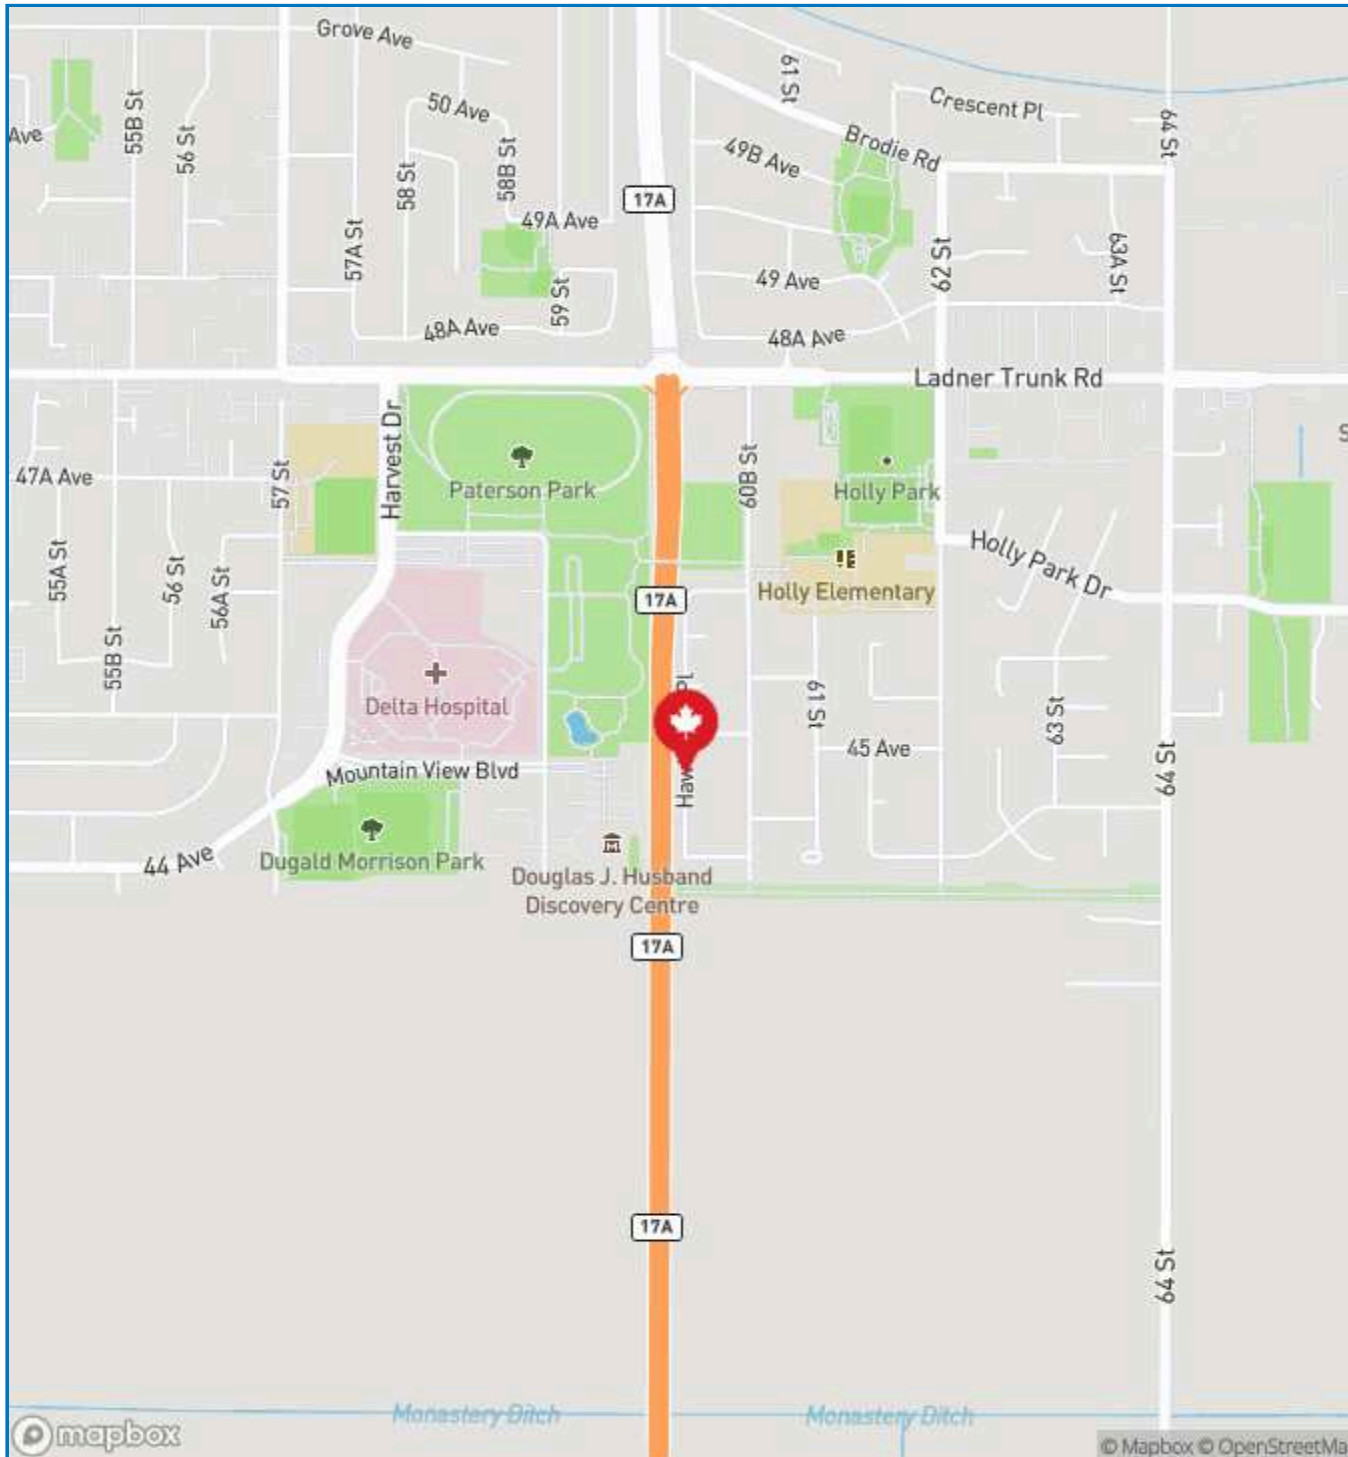 Grove Ave
61 St
50 Ave
Crescent Pl
55B St
56 St
Ave
58B St
49B Ave
Brodie Rd
64 St
58 St
17A
49A Ave
57A St
62 St
63A St
49 Ave
59 St
48A Ave
48A Ave
Ladner Trunk Rd
Harvest Dr
S
47A Ave
57 St
Paterson Park
60B St
Holly Park
55A St
56 St
56A St
Holly Park Dr
17A
Holly Elementary
55B St
Delta Hospital
61 St
63 St
45 Ave
64 St
Mountain View Blvd
Haw
44 Ave
Dugald Morrison Park
Douglas J. Husband
Discovery Centre
17A
17A
64 St
Monastery Ditch
Monastery Ditch
mapbox
© Mapbox © OpenStreetMa